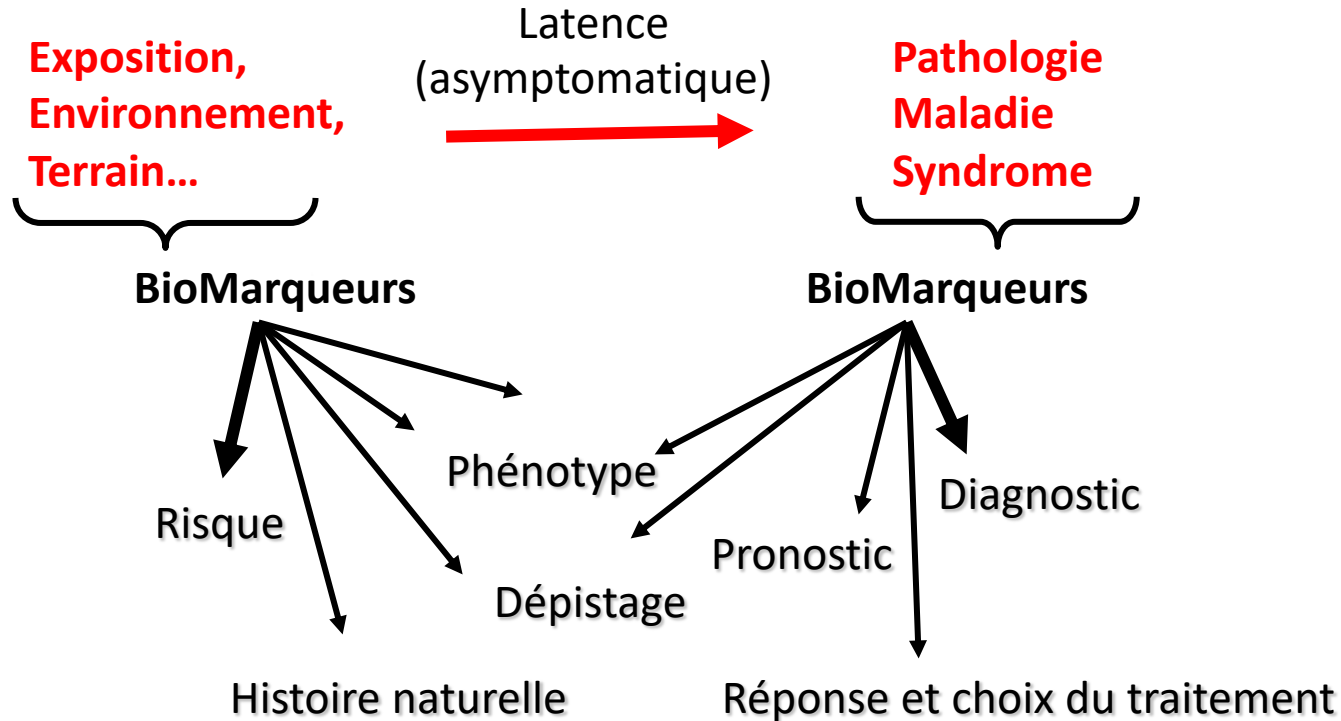 Exposition,
Environnement,
Terrain…
Latence
(asymptomatique)
Pathologie
Maladie
Syndrome
BioMarqueurs
BioMarqueurs
Phénotype
Risque
Diagnostic
Pronostic
Dépistage
Histoire naturelle
Réponse et choix du traitement